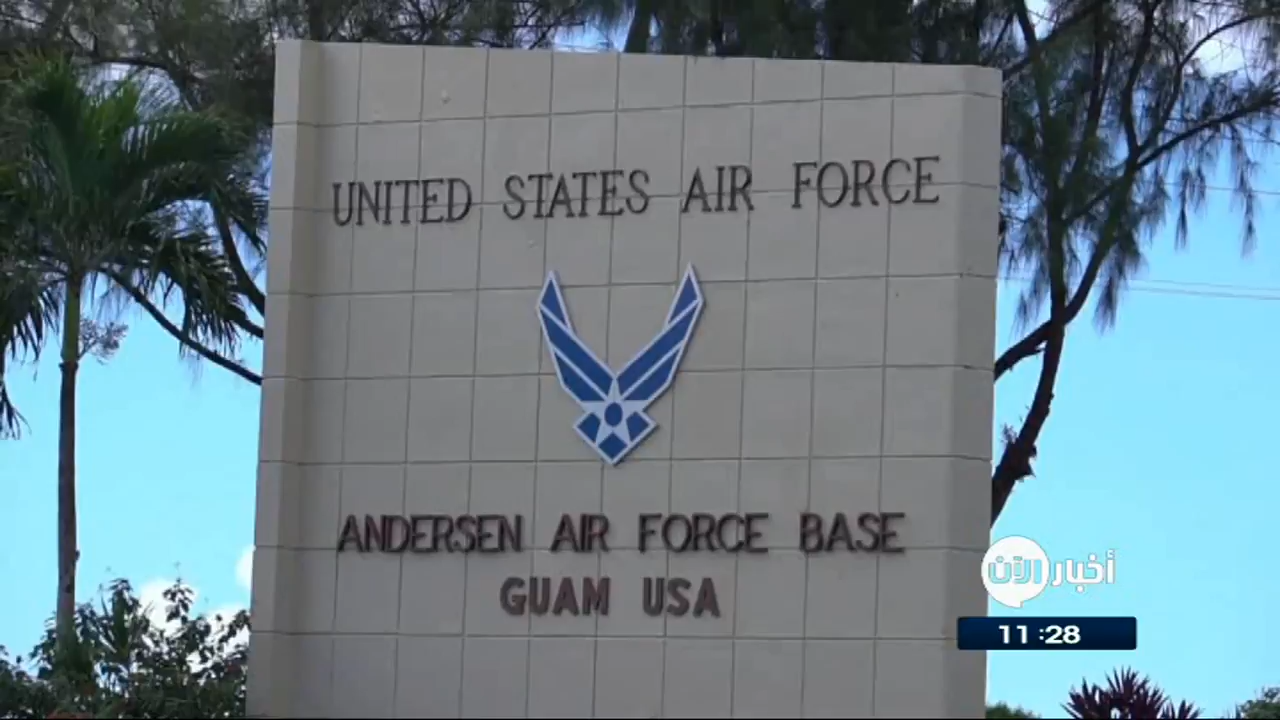 UNITED STATES AIR FORCE
ANDERSEN AIR FORCE BASE
GUAM USA
أخبار الآن
11:28